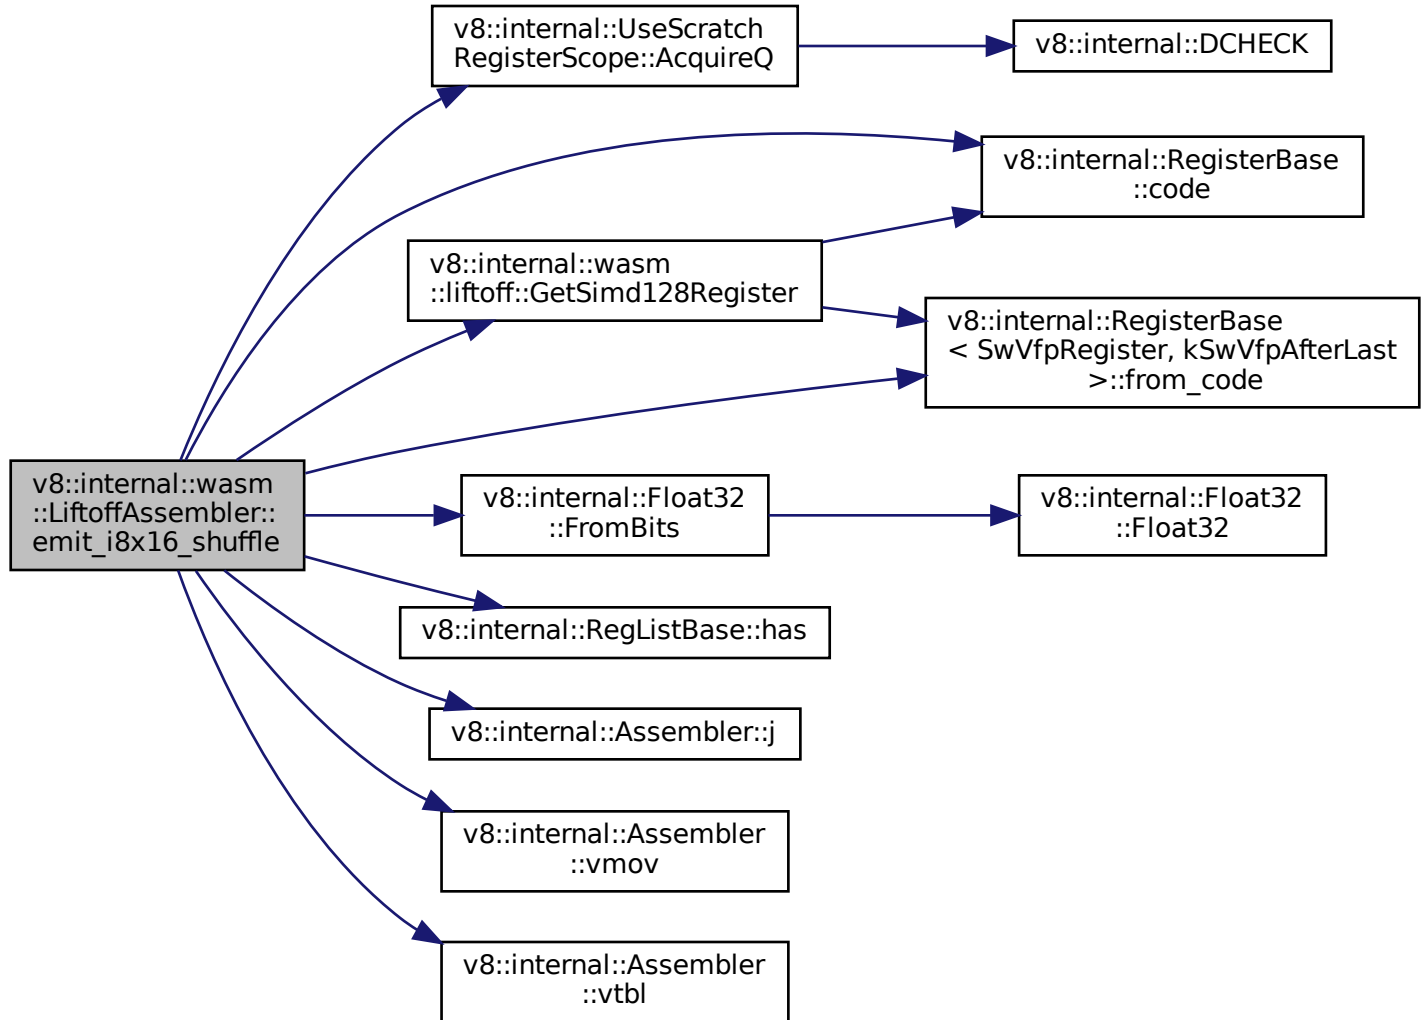 v8::internal::UseScratch
RegisterScope::AcquireQ
v8::internal::DCHECK
v8::internal::RegisterBase
::code
v8::internal::wasm
::liftoff::GetSimd128Register
v8::internal::RegisterBase
< SwVfpRegister, kSwVfpAfterLast
>::from_code
v8::internal::wasm
::LiftoffAssembler::
emit_i8x16_shuffle
v8::internal::Float32
::FromBits
v8::internal::Float32
::Float32
v8::internal::RegListBase::has
v8::internal::Assembler::j
v8::internal::Assembler
::vmov
v8::internal::Assembler
::vtbl